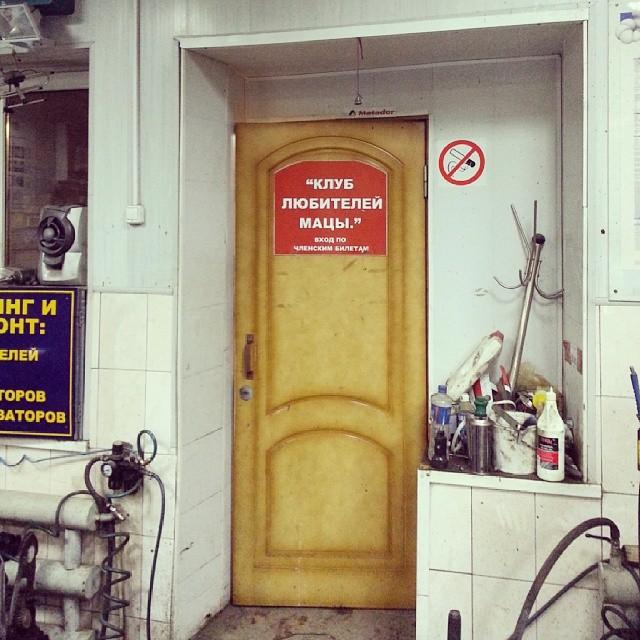 Matador
“КЛУБ
ЛЮБИТЕЛЕЙ
МАЦЫ.”
ВХОД ПО
ЧЛЕНСКИМ БИЛЕТАМ
НГ И
ОНТ:
ЕЛЕЙ
ТОРОВ
ВАТОРОВ